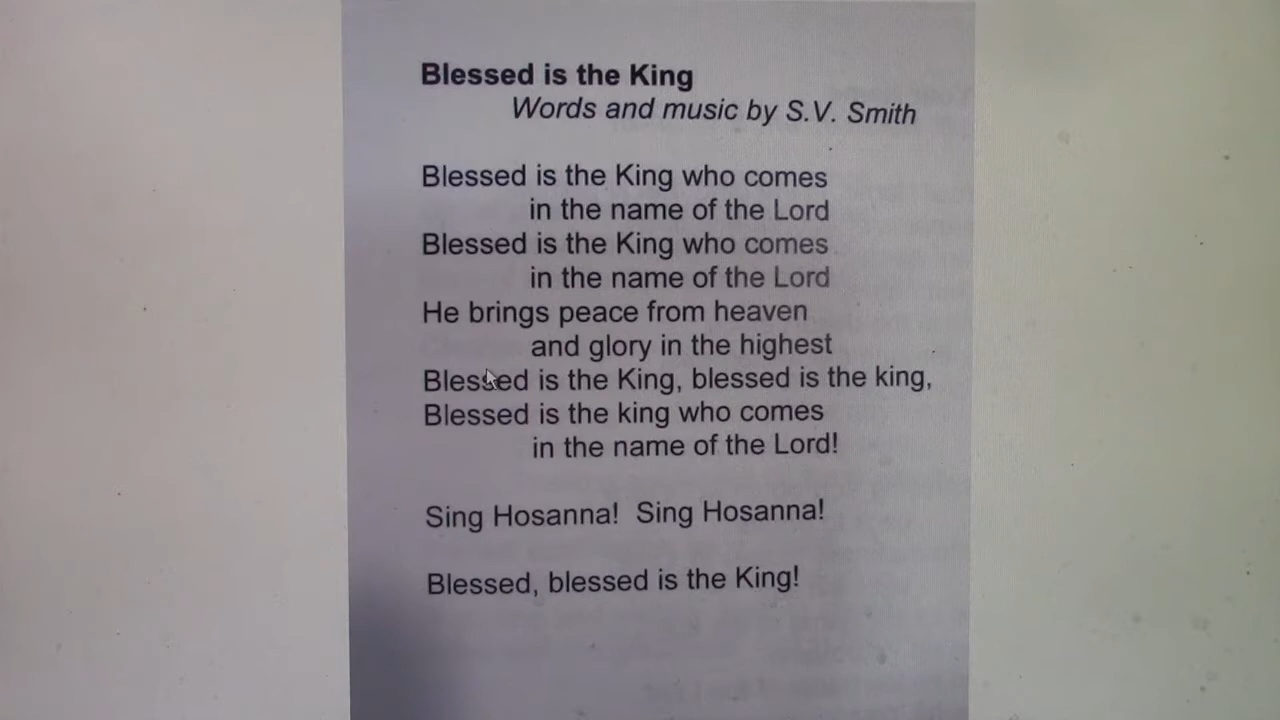 Blessed is the King
Words and music by S.V. Smith
Blessed is the King who comes
in the name of the Lord
Blessed is the King who comes
in the name of the Lord
He brings peace from heaven
and glory in the highest
Blessed is the King, blessed is the king,
Blessed is the king who comes
in the name of the Lord!
Sing Hosanna!  Sing Hosanna!
Blessed, blessed is the King!